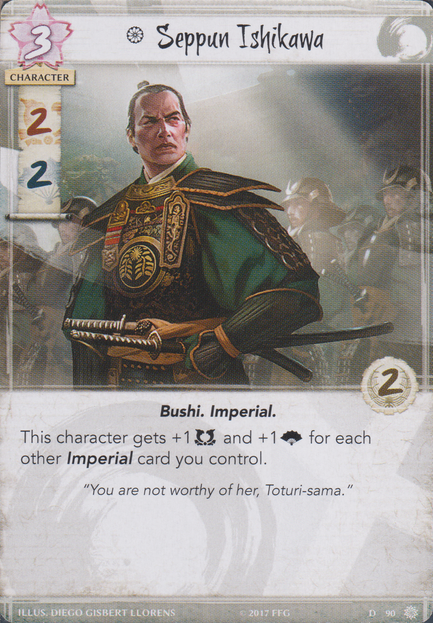 3
Seppun Ishikawa
CHARACTER
2
2
2
Bushi. Imperial.
This character gets +1 and +1 for each
other Imperial card you control.
"You are not worthy of her, Toturi-sama."
ILLUS. DIEGO GISBERT LLORENS © 2017 FFG D 90